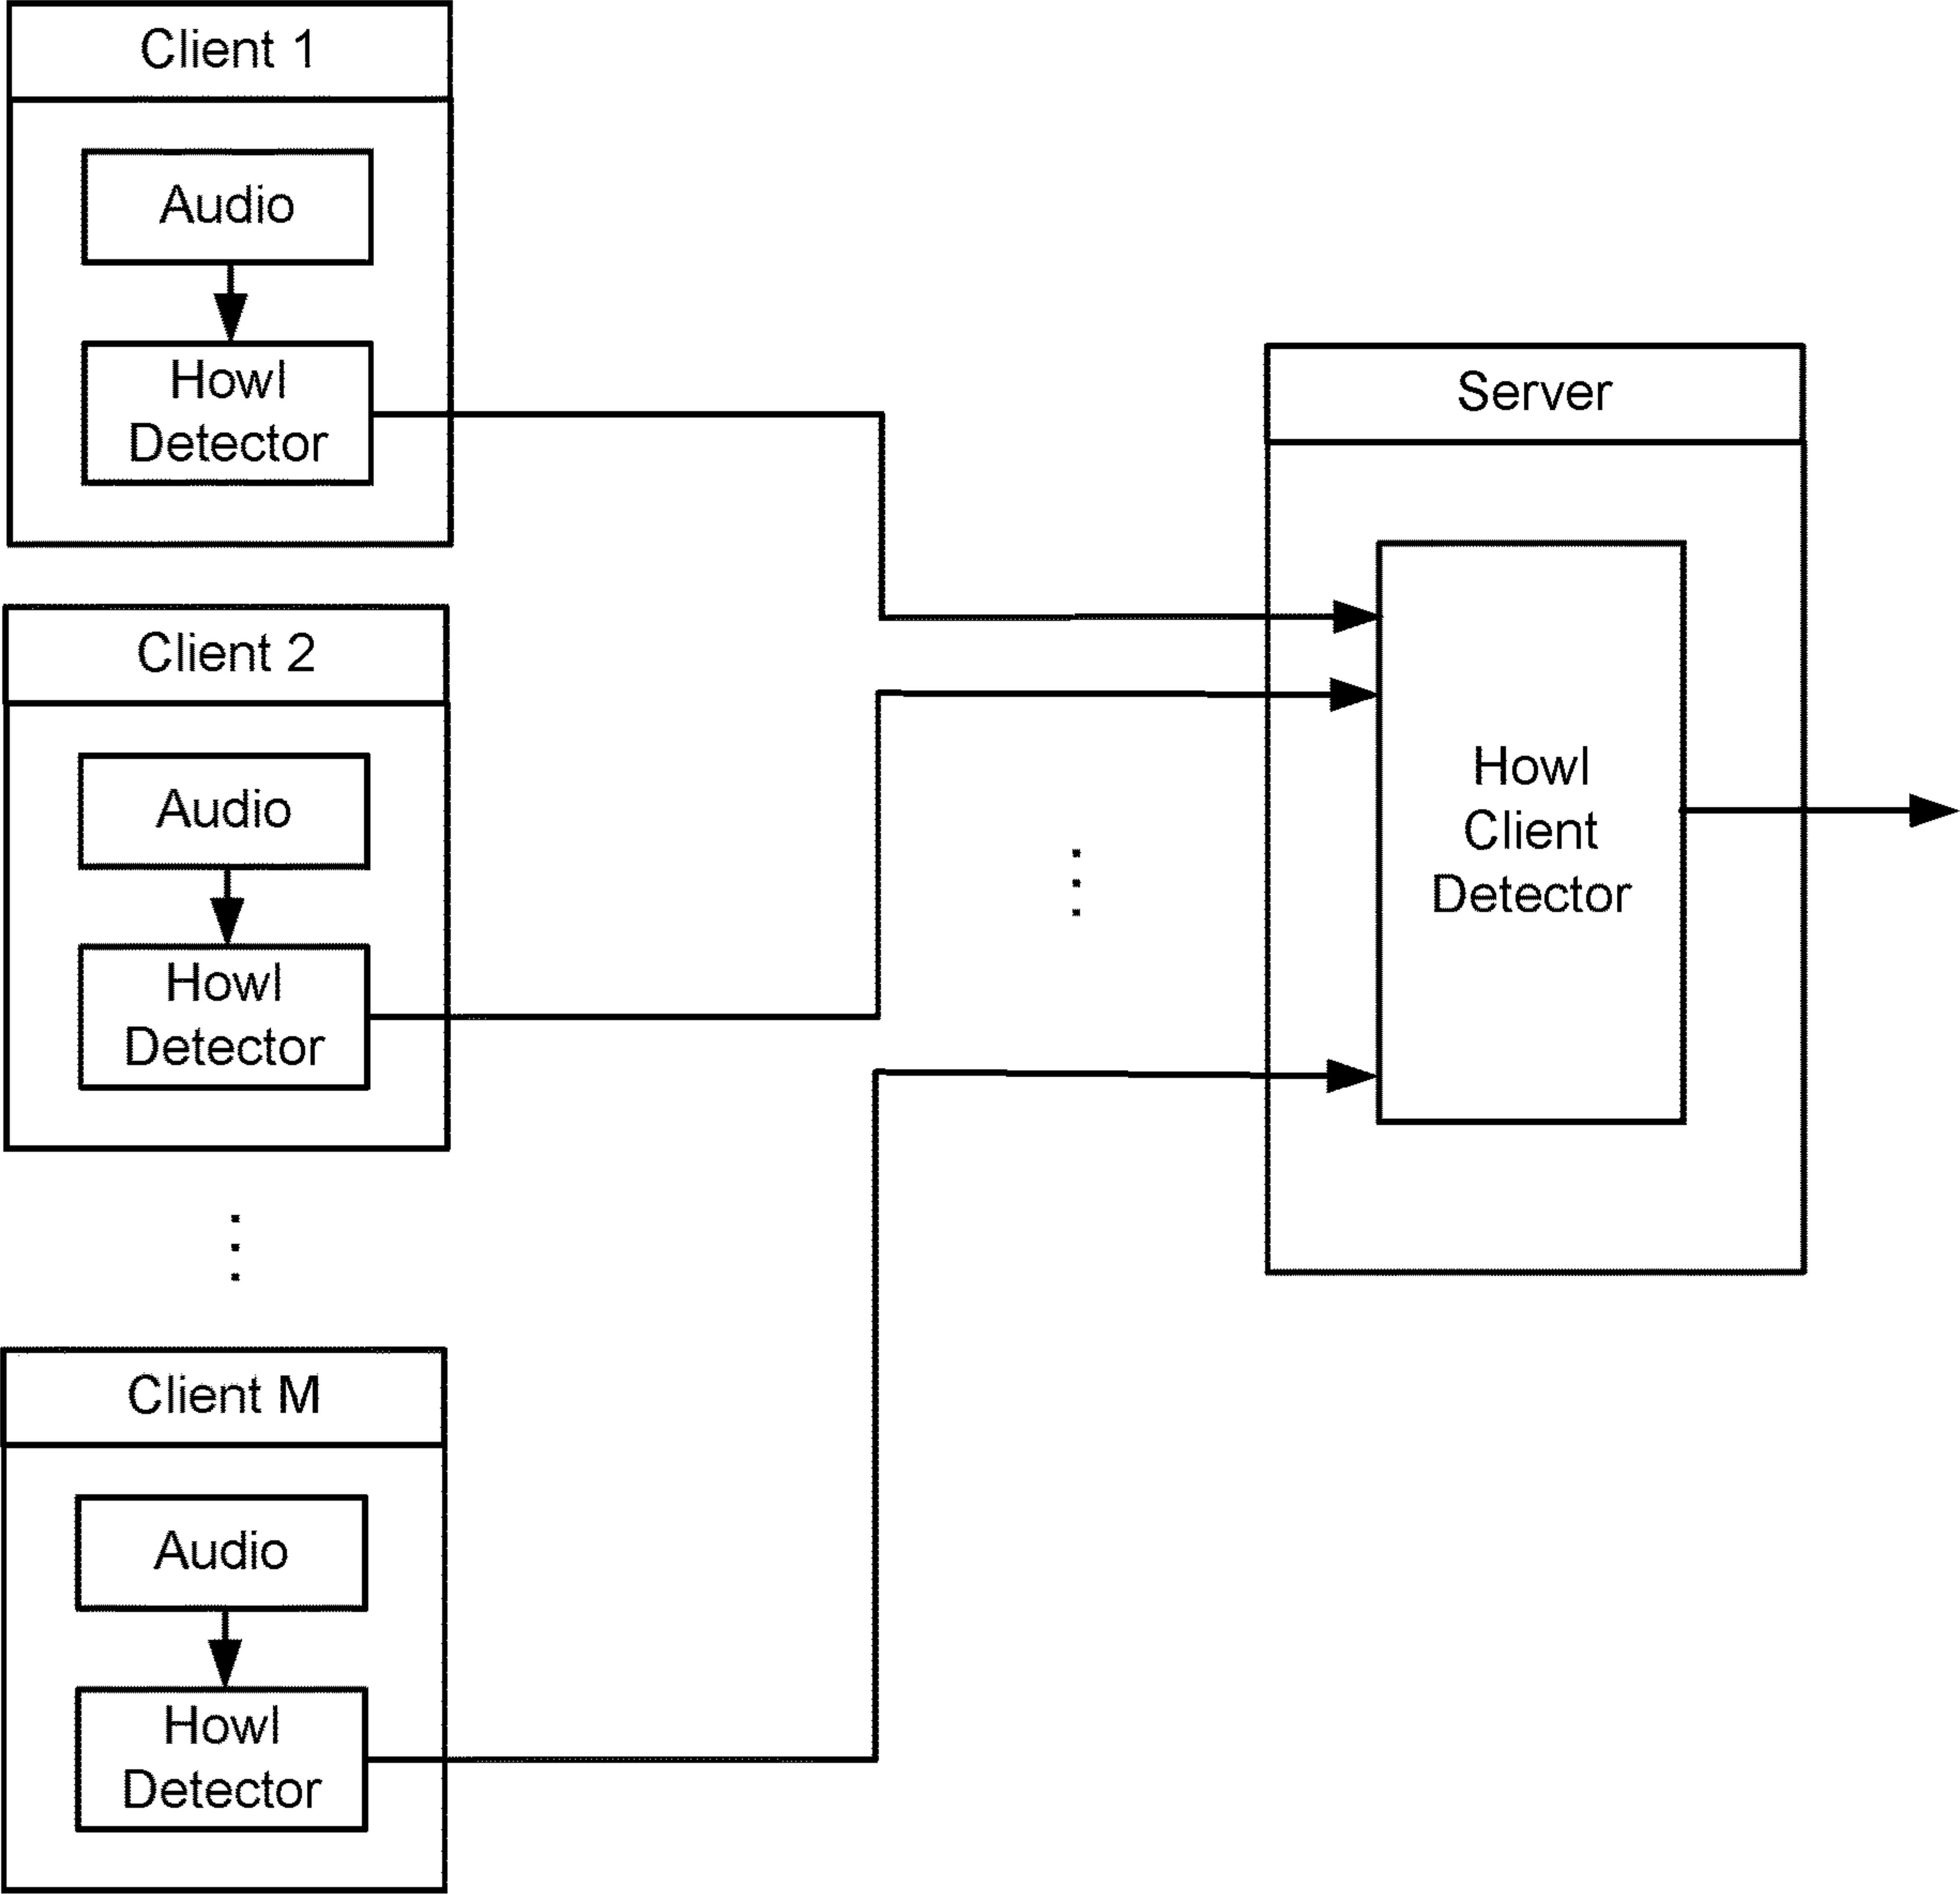 Client 1
Audio
Howl
Detector
Client 2
Audio
Howl
Detector
Client M
Audio
Howl
Detector
Server
Howl
Client
Detector